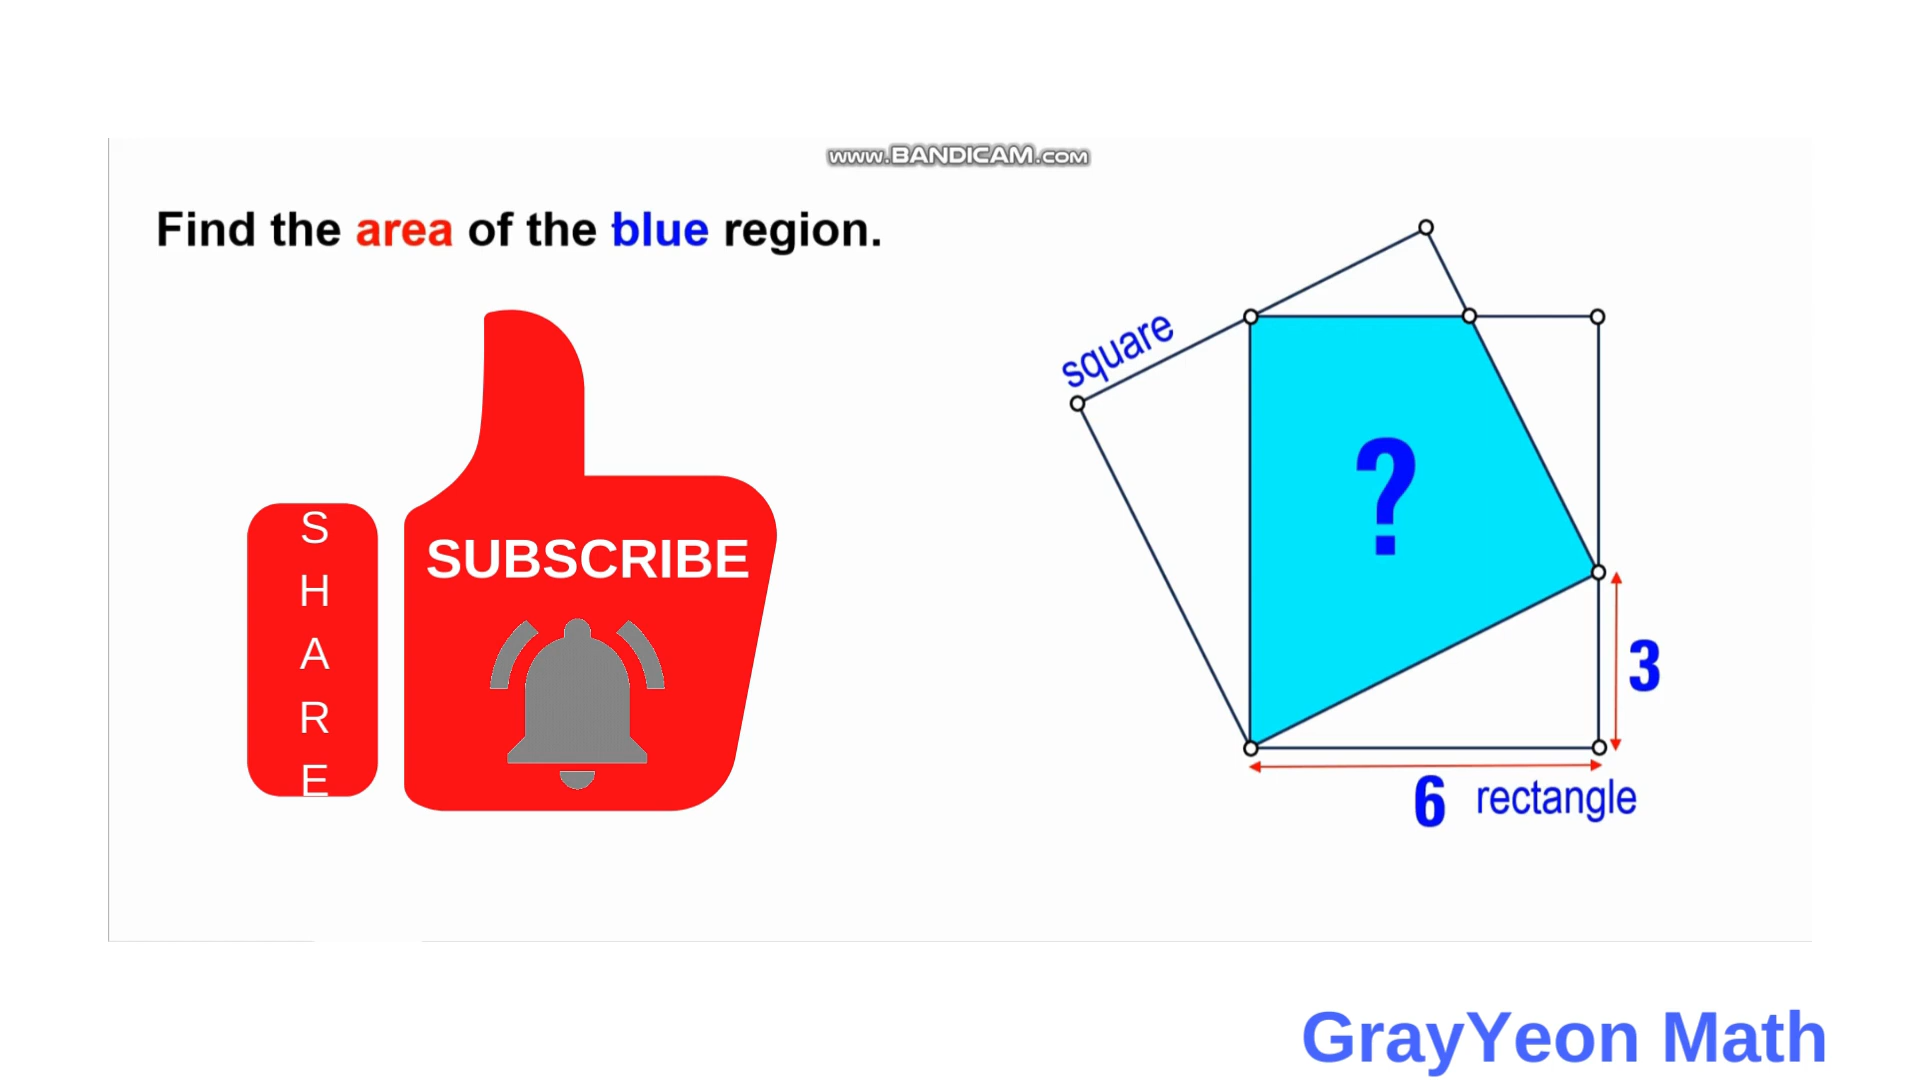 www.BANDICAM.com
Find the area of the blue region.
square
?
3
6 rectangle
S
H
A
R
E
SUBSCRIBE
GrayYeon Math